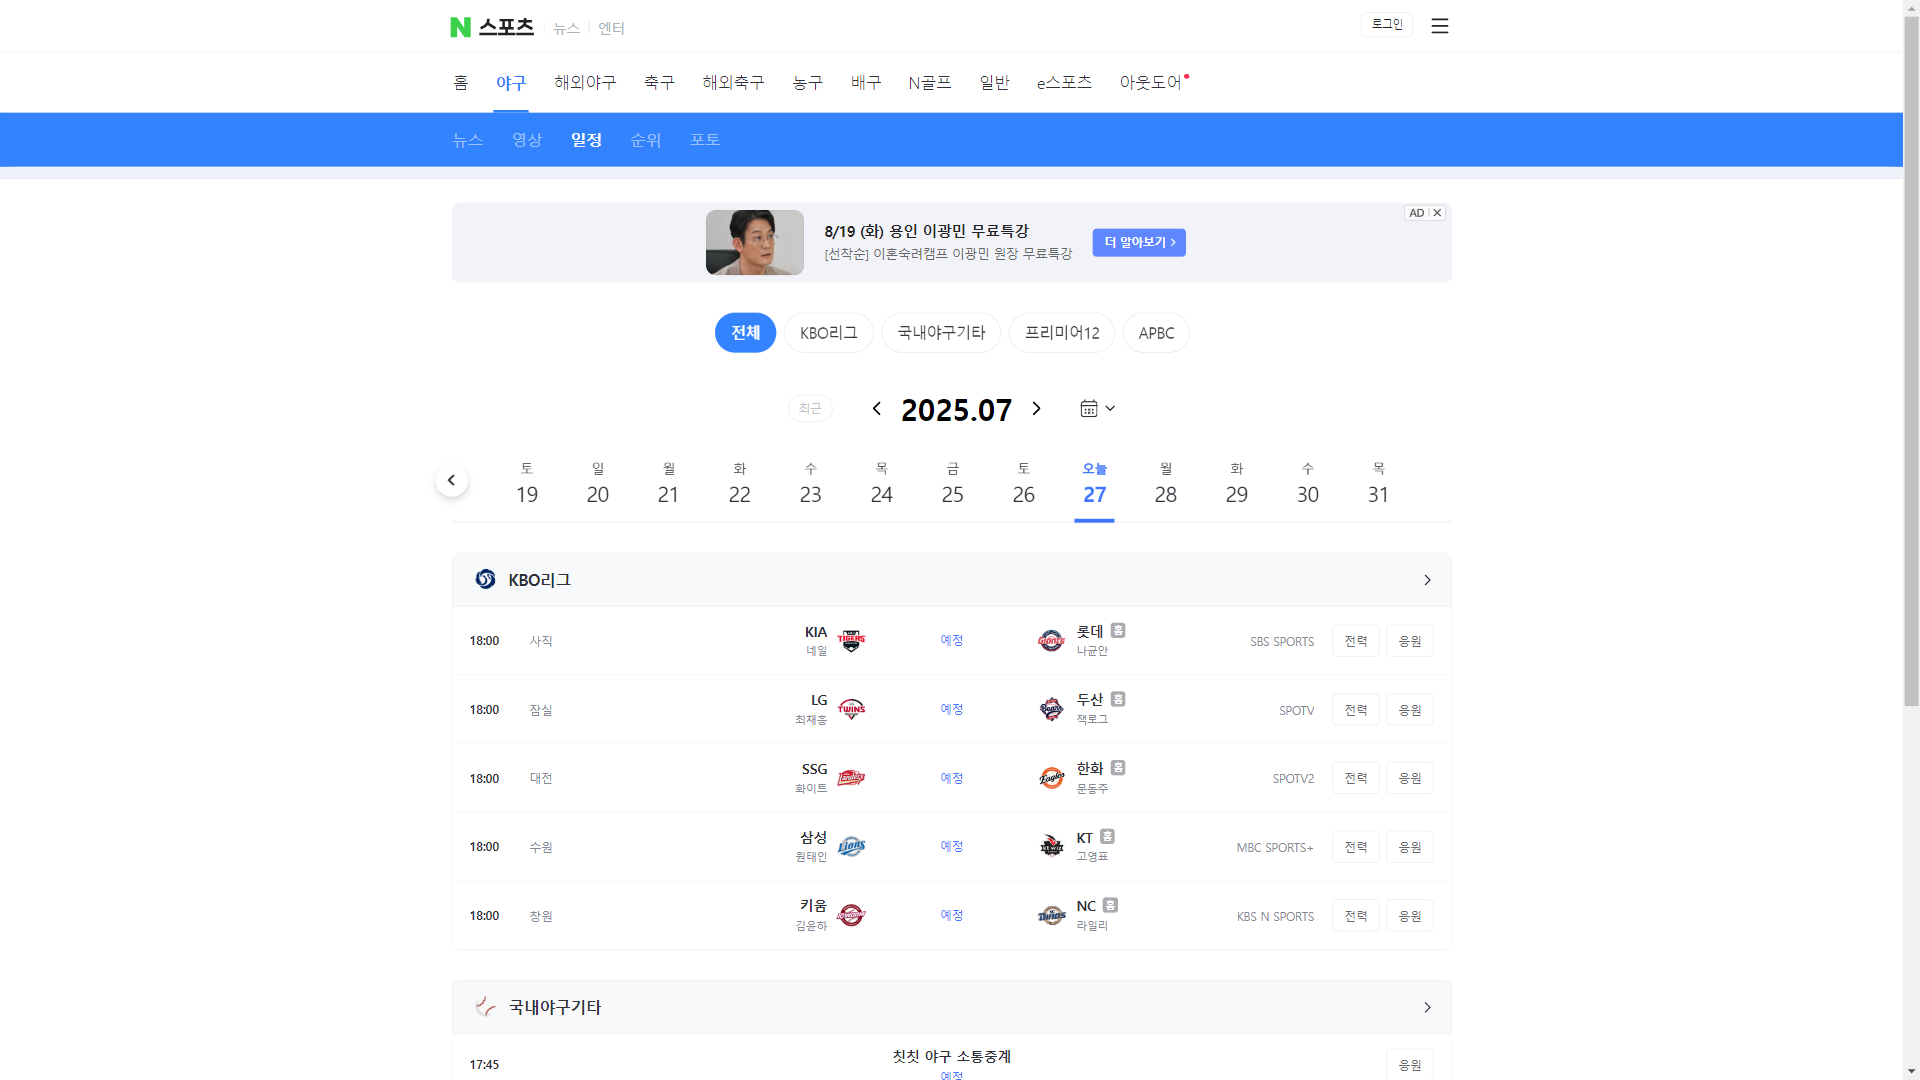 N 스포츠 뉴스 엔터 로그인
홈 야구 해외야구 축구 해외축구 농구 배구 N골프 일반 e스포츠 아웃도어
뉴스 영상 일정 순위 포토
AD
8/19 (화) 용인 이광민 무료특강
[선착순] 이혼숙려캠프 이광민 원장 무료특강
더 알아보기
전체 KBO리그 국내야구기타 프리미어12 APBC
최근 2025.07
토 일 월 화 수 목 금 토 오늘 월 화 수 목
19 20 21 22 23 24 25 26 27 28 29 30 31
KBO리그
18:00 사직 KIA 네일 TIGERS 예정 Giants 롯데 홈 나균안 SBS SPORTS 전력 응원
18:00 잠실 LG 최채흥 TWINS 예정 Bears 두산 홈 잭로그 SPOTV 전력 응원
18:00 대전 SSG 화이트 Landers 예정 Eagles 한화 홈 문동주 SPOTV2 전력 응원
18:00 수원 삼성 원태인 Lions 예정 KT 홈 고영표 MBC SPORTS+ 전력 응원
18:00 창원 키움 김윤하 예정 Dinos NC 홈 라일리 KBS N SPORTS 전력 응원
국내야구기타
17:45 칫칫 야구 소통중계 응원
예정